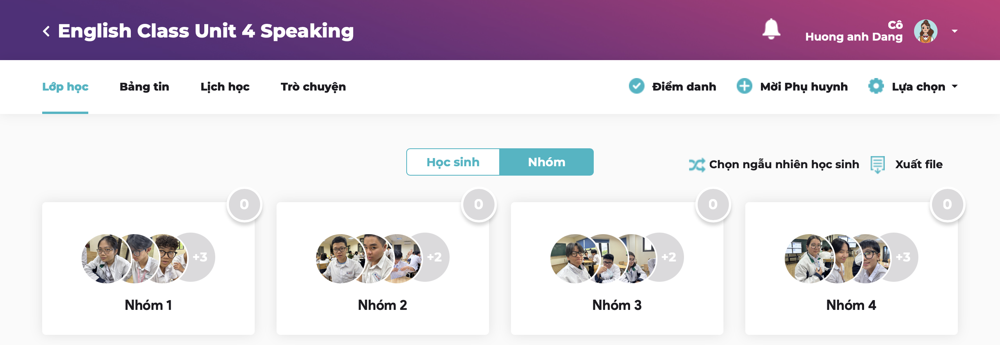 English Class Unit 4 Speaking
Cô
Huong anh Dang
Lớp học
Bảng tin
Lịch học
Trò chuyện
Điểm danh
Mời Phụ huynh
Lựa chọn
Học sinh
Nhóm
Chọn ngẫu nhiên học sinh
Xuất file
0
0
0
0
+3
+2
+2
+3
Nhóm 1
Nhóm 2
Nhóm 3
Nhóm 4